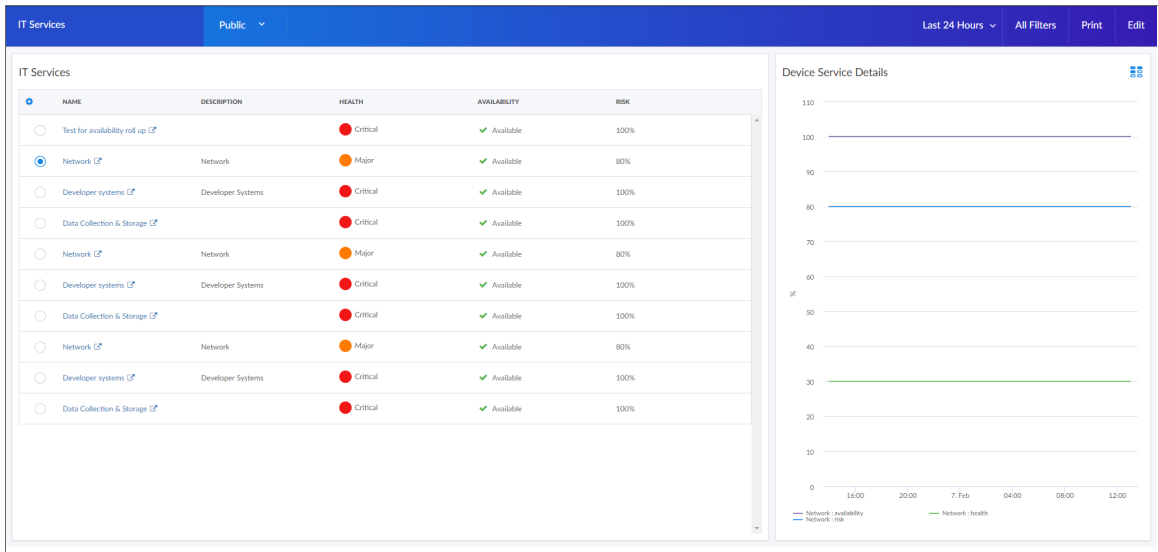 IT Services
Public
Last 24 Hours
All Filters
Print
Edit
IT Services
NAME DESCRIPTION HEALTH AVAILABILITY RISK
Test for availability roll up Critical Available 100%
Network Network Major Available 80%
Developer systems Developer Systems Critical Available 100%
Data Collection & Storage Critical Available 100%
Network Network Major Available 80%
Developer systems Developer Systems Critical Available 100%
Data Collection & Storage Critical Available 100%
Network Network Major Available 80%
Developer systems Developer Systems Critical Available 100%
Data Collection & Storage Critical Available 100%
Device Service Details
110
100
90
80
70
60
%
50
40
30
20
10
0
16:00 20:00 7. Feb 04:00 08:00 12:00
Network : availability Network : health
Network : risk